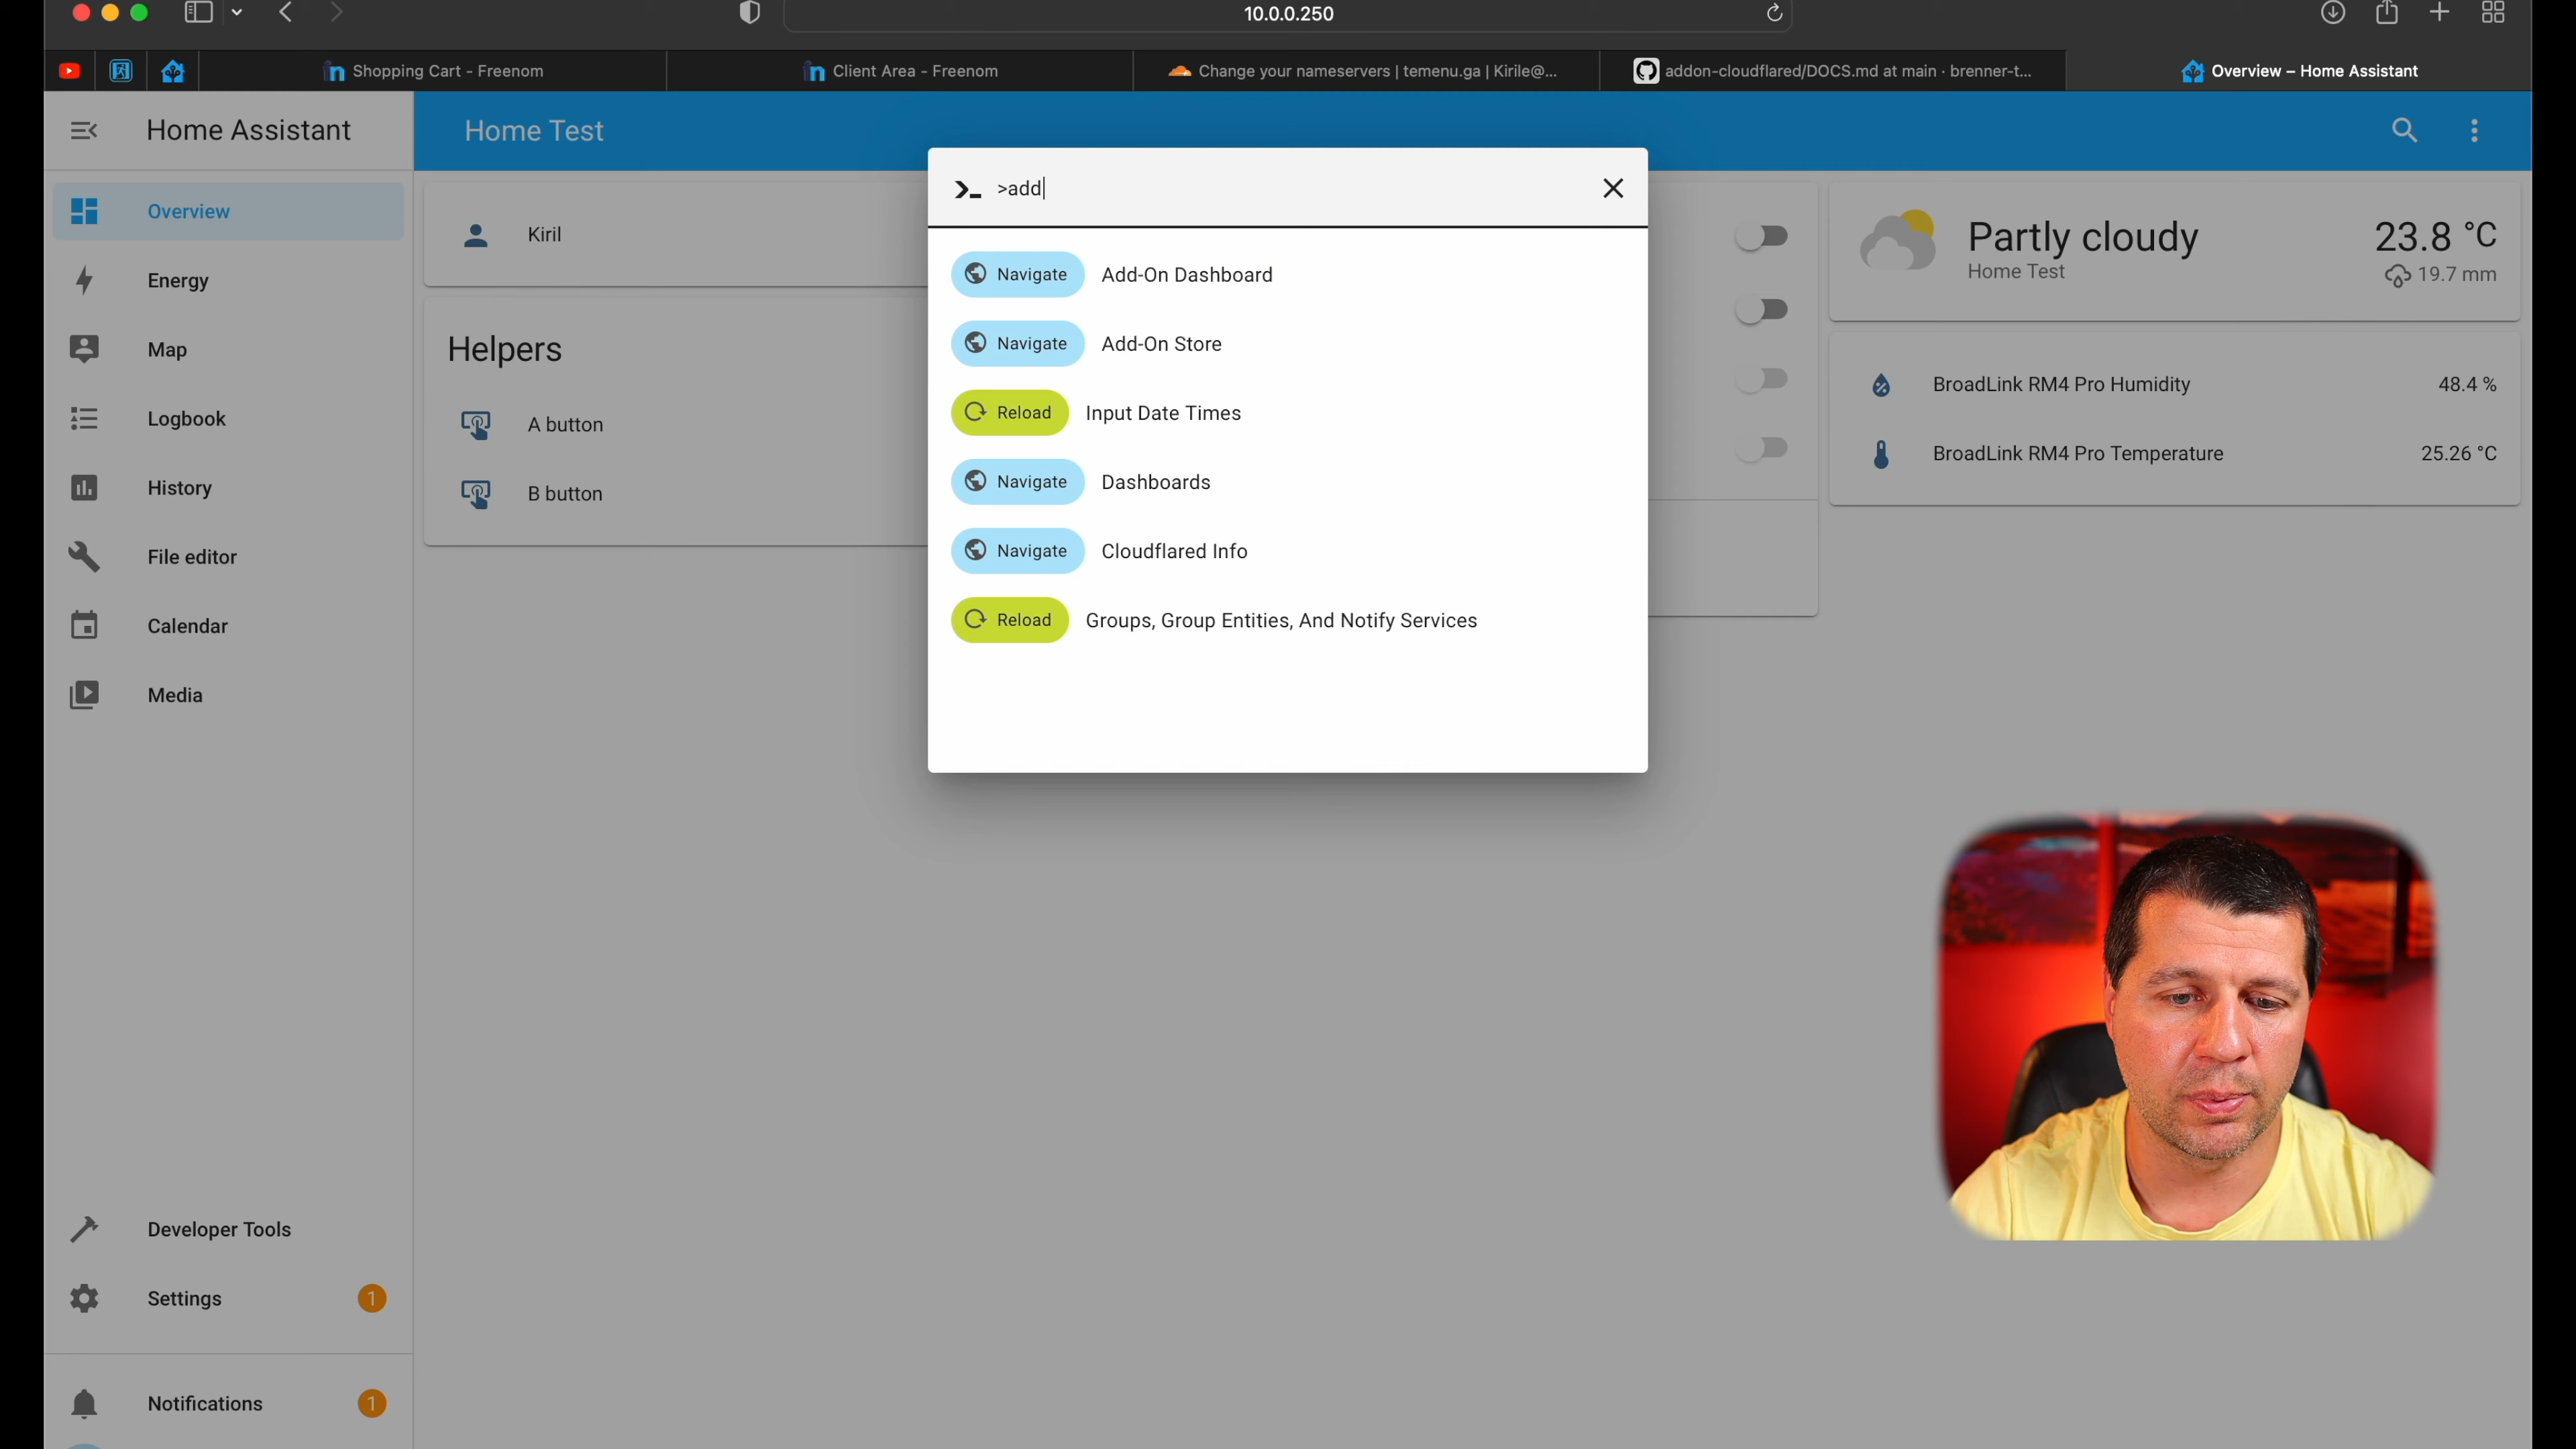 10.0.0.250
Shopping Cart - Freenom
Client Area - Freenom
Change your nameservers | temenu.ga | Kirile@...
addon-cloudflared/DOCS.md at main · brenner-t...
Overview – Home Assistant
Home Assistant
Home Test
Overview
Energy
Map
Logbook
History
File editor
Calendar
Media
Developer Tools
Settings
1
Notifications
1
Kiril
Helpers
A button
B button
>add
Navigate Add-On Dashboard
Navigate Add-On Store
Reload Input Date Times
Navigate Dashboards
Navigate Cloudflared Info
Reload Groups, Group Entities, And Notify Services
Partly cloudy
23.8 °C
Home Test
19.7 mm
BroadLink RM4 Pro Humidity
48.4 %
BroadLink RM4 Pro Temperature
25.26 °C